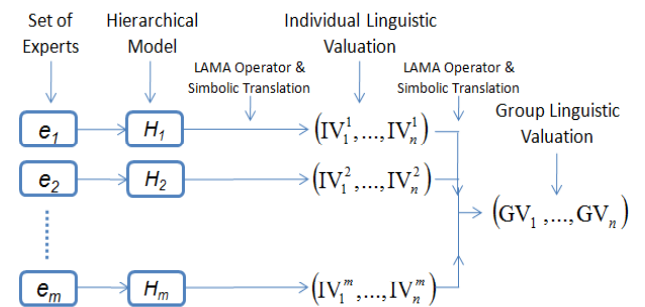 Set of Experts
Hierarchical Model
Individual Linguistic Valuation
LAMA Operator & Simbolic Translation
LAMA Operator & Simbolic Translation
Group Linguistic Valuation
e₁ H₁ (IV₁¹,...,IVₙ¹)
e₂ H₂ (IV₁²,...,IVₙ²)
(GV₁,...,GVₙ)
eₘ Hₘ (IV₁ᵐ,...,IVₙᵐ)